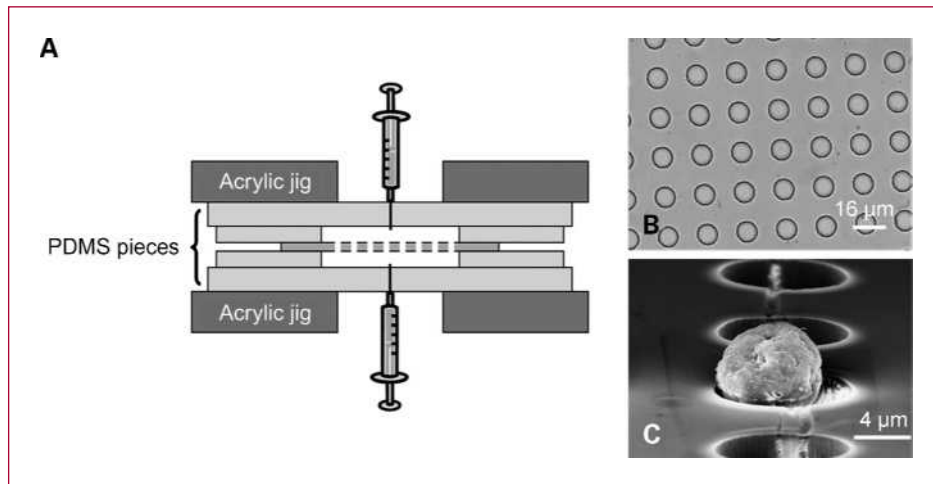 A
Acrylic jig
PDMS pieces
Acrylic jig
B
16 μm
C
4 μm